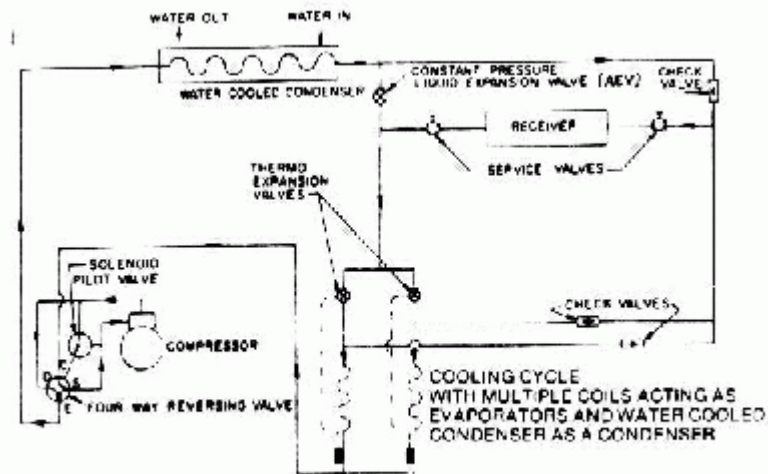 WATER OUT
WATER IN
WATER COOLED CONDENSER
CONSTANT PRESSURE
LIQUID EXPANSION VALVE (AEV)
CHECK
VALVE
RECEIVER
SERVICE VALVES
THERMO
EXPANSION
VALVES
SOLENOID
PILOT VALVE
COMPRESSOR
CHECK VALVES
D
S
E
FOUR WAY REVERSING VALVE
COOLING CYCLE
WITH MULTIPLE COILS ACTING AS
EVAPORATORS AND WATER COOLED
CONDENSER AS A CONDENSER